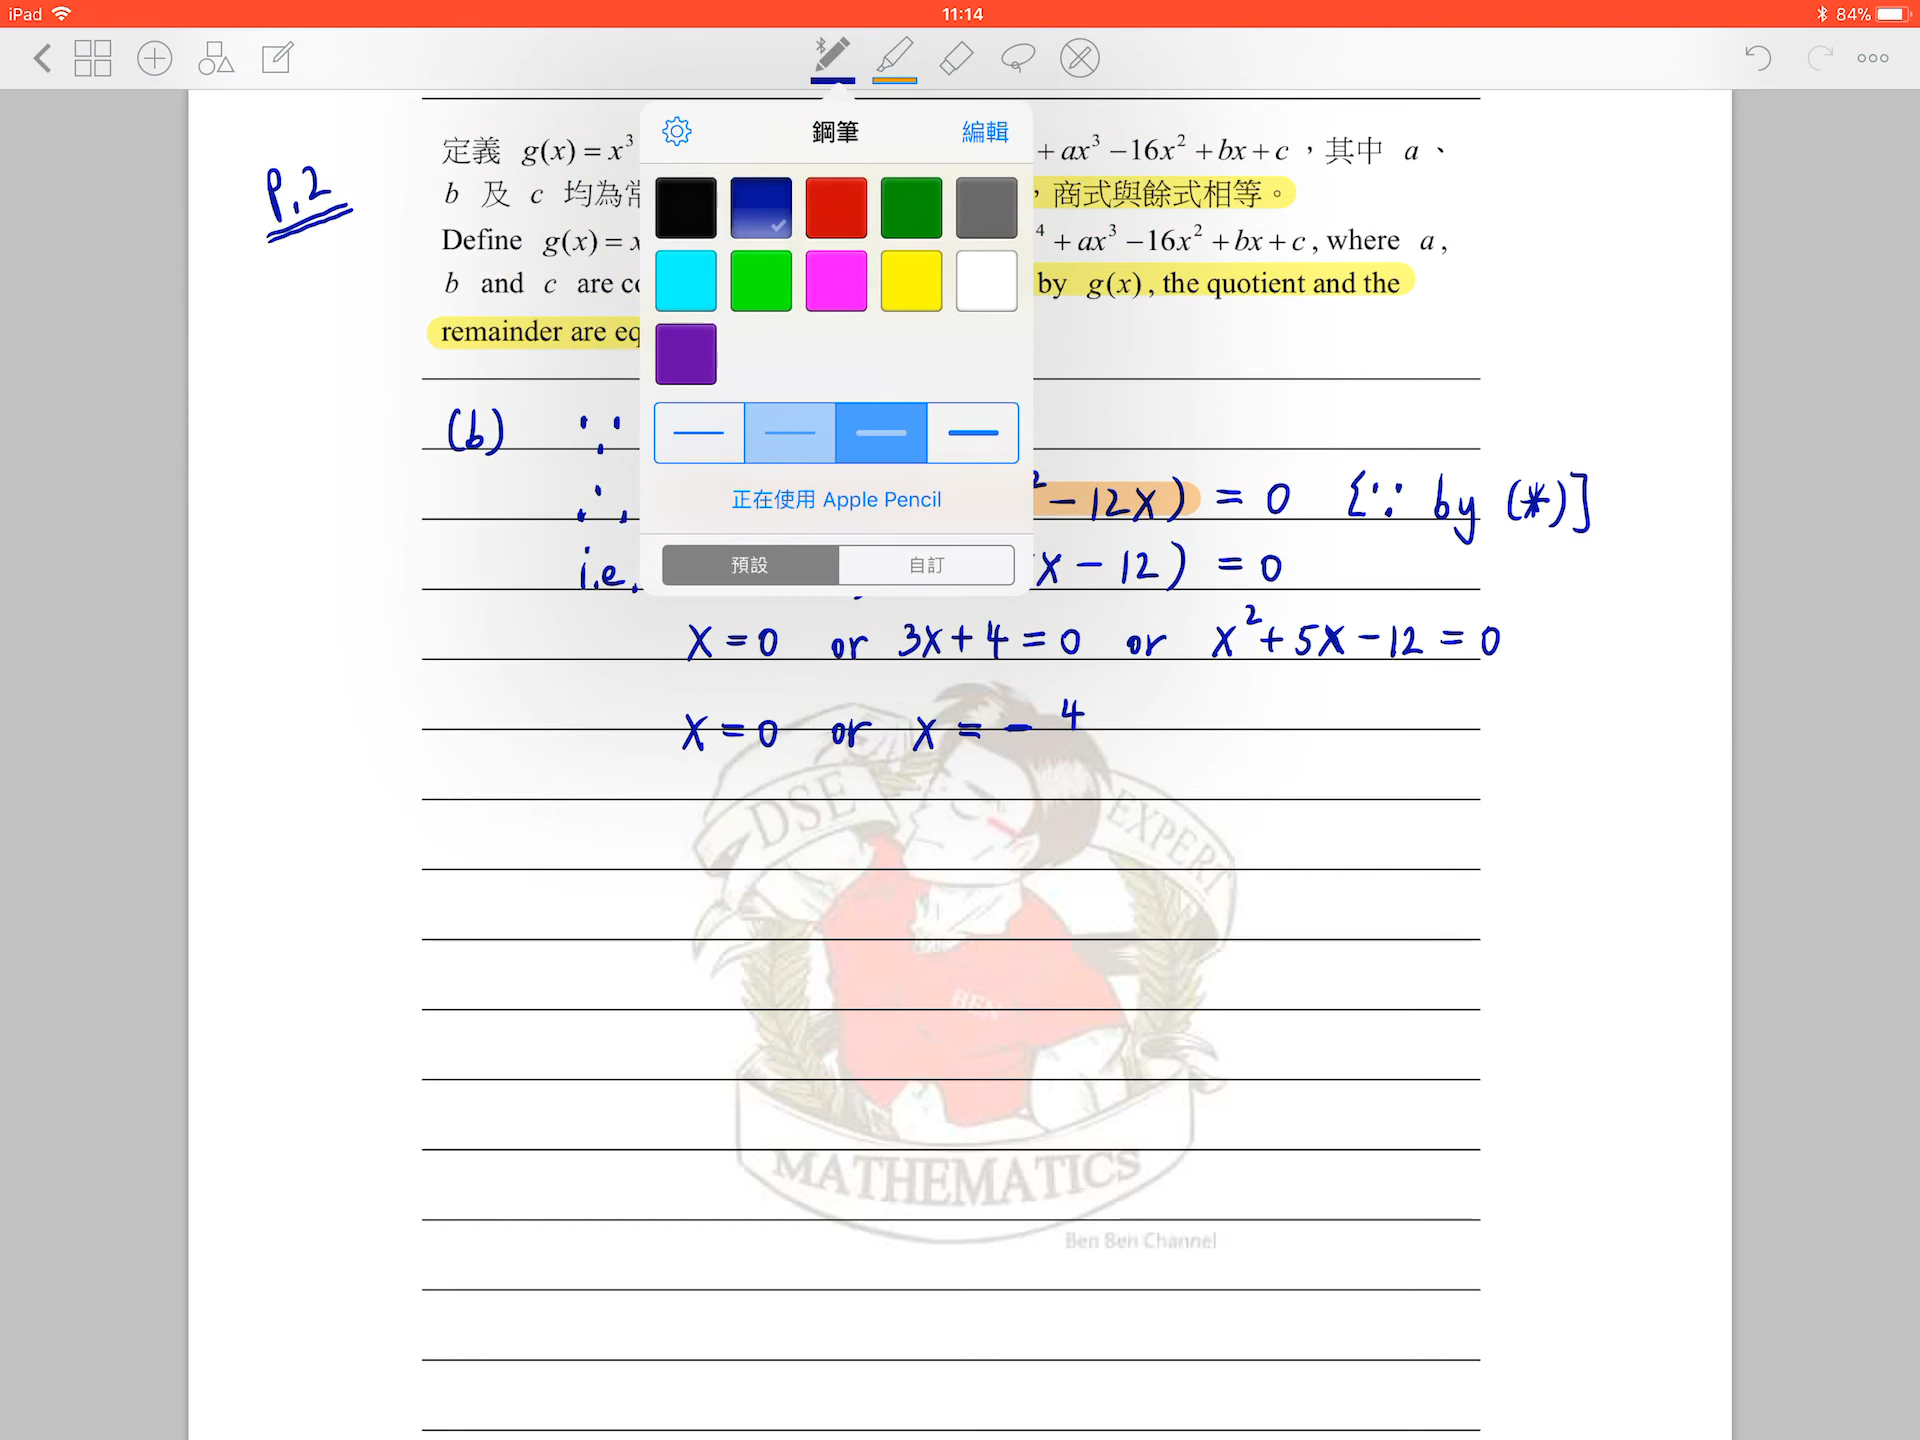 iPad 11:14 84%
鋼筆 編輯
正在使用 Apple Pencil
預設 自訂
P.2
定義 g(x) = x³ + ax³ −16x² + bx + c，其中 a、
b 及 c 均為 ，商式與餘式相等。
Define g(x) = ⁴ + ax³ −16x² + bx + c, where a,
b and c are by g(x), the quotient and the
remainder are
(b) ∵
∴ ² − 12x) = 0 [∵ by (*)]
i.e. x − 12) = 0
x = 0 or 3x + 4 = 0 or x² + 5x − 12 = 0
x = 0 or x = − 4
DSE EXPERT
BEN
MATHEMATICS
Ben Ben Channel